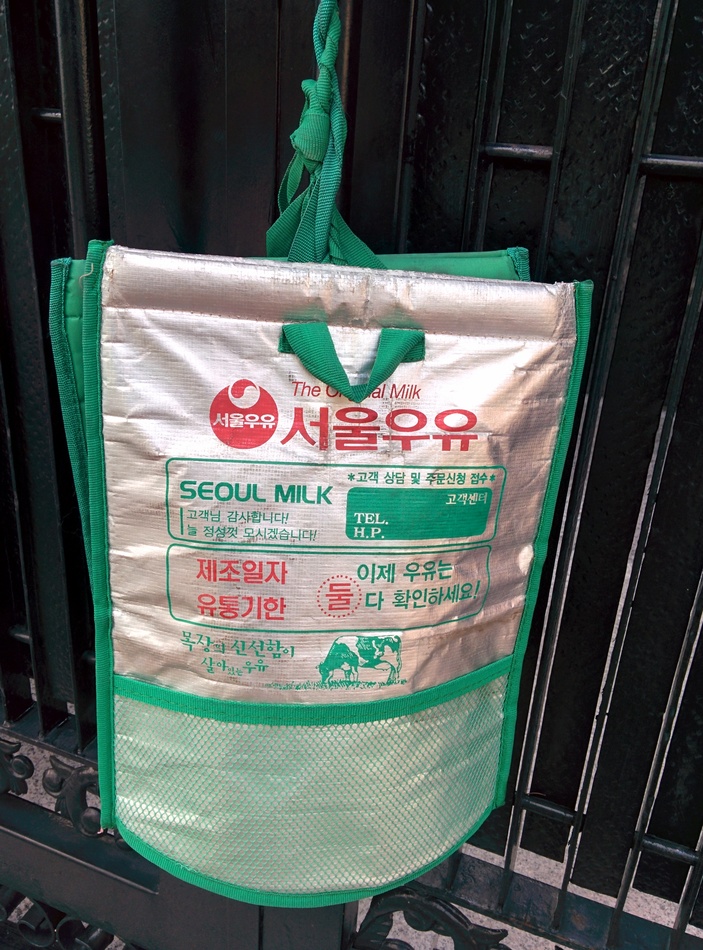 The Original Milk
서울우유 서울우유
SEOUL MILK
고객님 감사합니다!
늘 정성껏 모시겠습니다!
*고객 상담 및 주문신청 접수*
고객센터
TEL.
H.P.
제조일자
유통기한
둘
이제 우유는
다 확인하세요!
목장의 신선함이
살아있는 우유